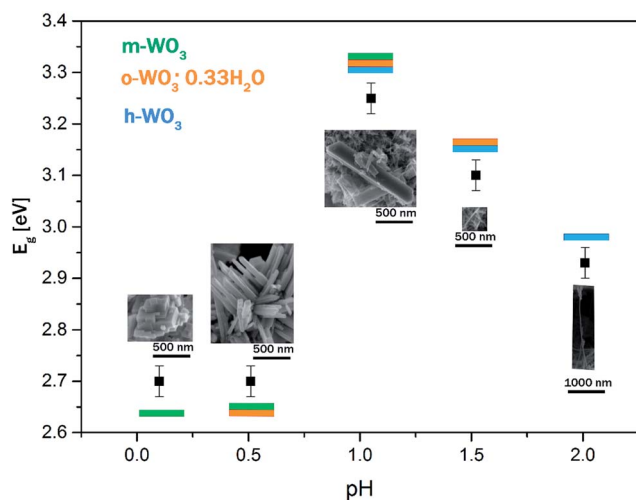 3.4
3.3
3.2
3.1
3.0
2.9
2.8
2.7
2.6
E_g [eV]
m-WO₃
o-WO₃· 0.33H₂O
h-WO₃
500 nm
500 nm
500 nm
500 nm
1000 nm
0.0 0.5 1.0 1.5 2.0
pH